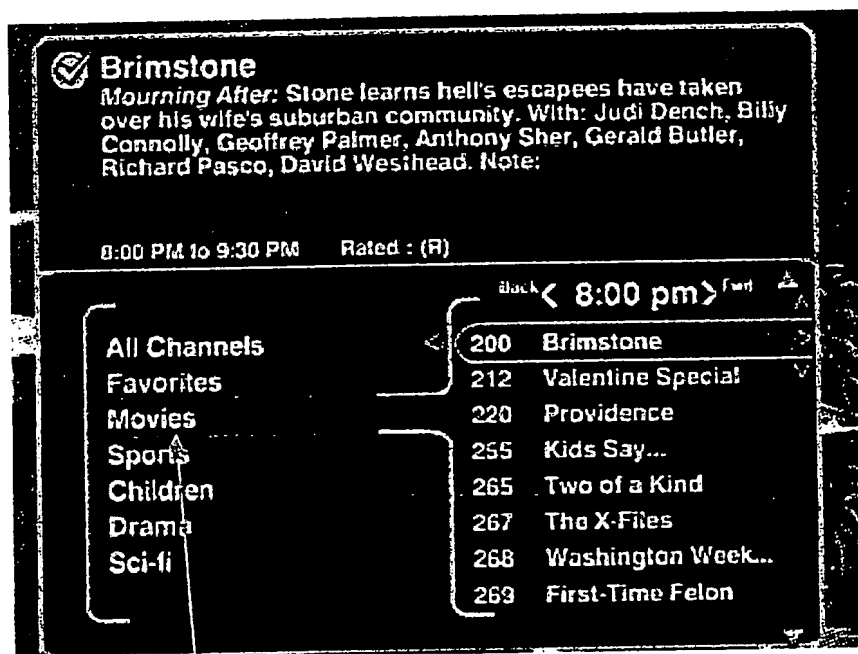 Brimstone
Mourning After: Stone learns hell's escapees have taken
over his wife's suburban community. With: Judi Dench, Billy
Connolly, Geoffrey Palmer, Anthony Sher, Gerald Butler,
Richard Pasco, David Westhead. Note:
8:00 PM to 9:30 PM Rated : (R)
Back < 8:00 pm > Fwd
All Channels
Favorites
Movies
Sports
Children
Drama
Sci-fi
200 Brimstone
212 Valentine Special
220 Providence
255 Kids Say...
265 Two of a Kind
267 The X-Files
268 Washington Week...
269 First-Time Felon